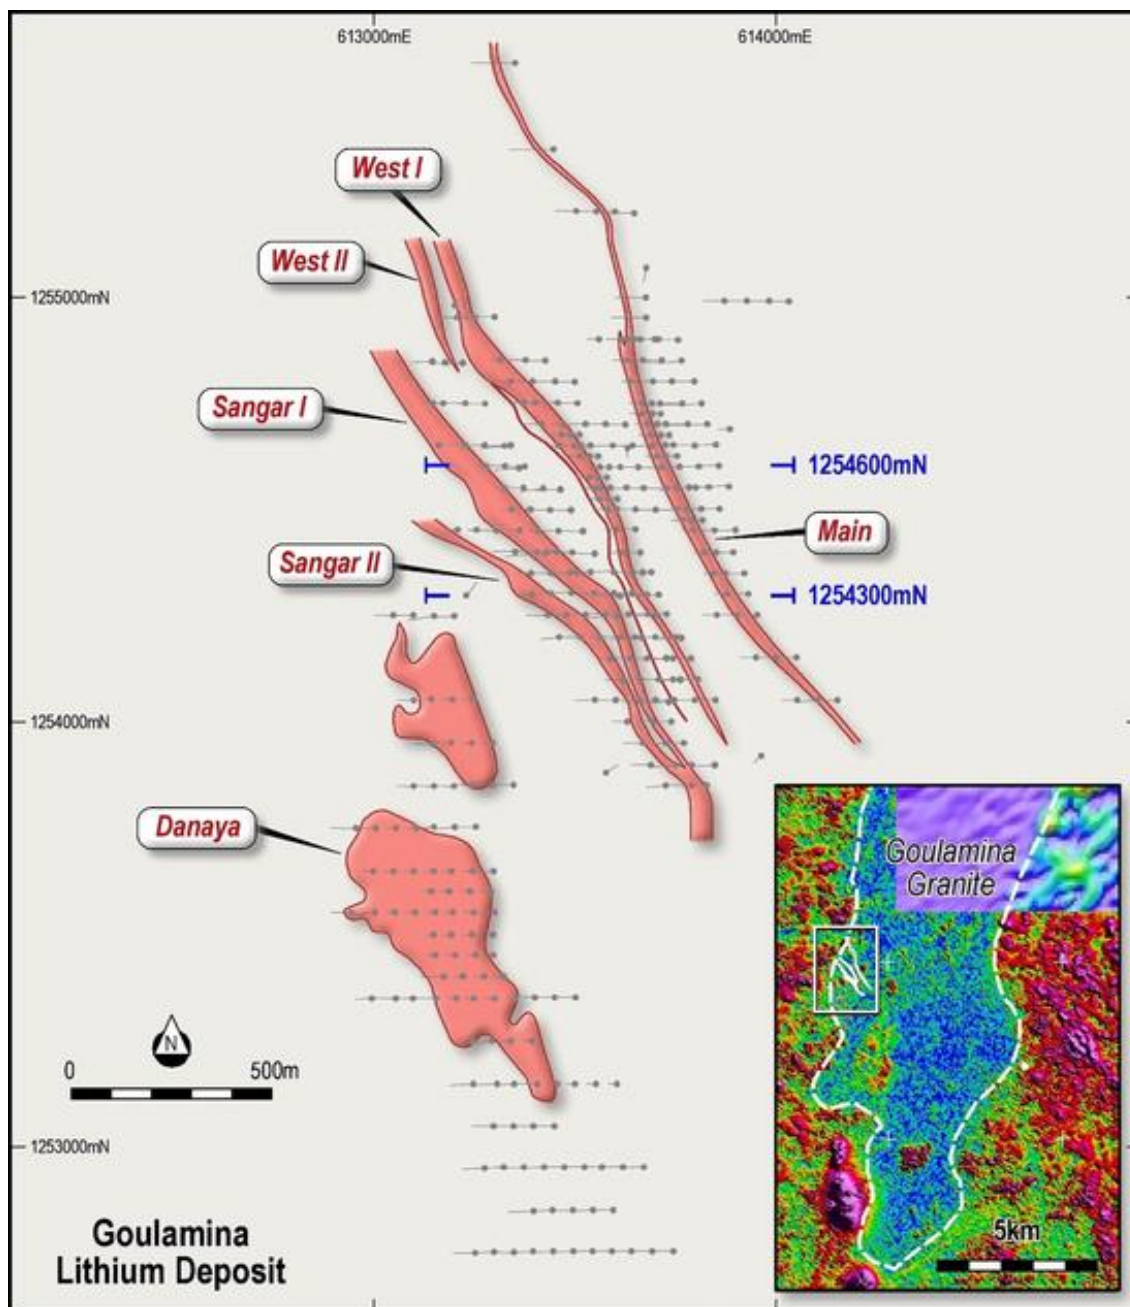 613000mE
614000mE
West I
West II
1255000mN
Sangar I
1254600mN
Main
Sangar II
1254300mN
1254000mN
Danaya
Goulamina
Granite
N
0
500m
1253000mN
5km
Goulamina
Lithium Deposit